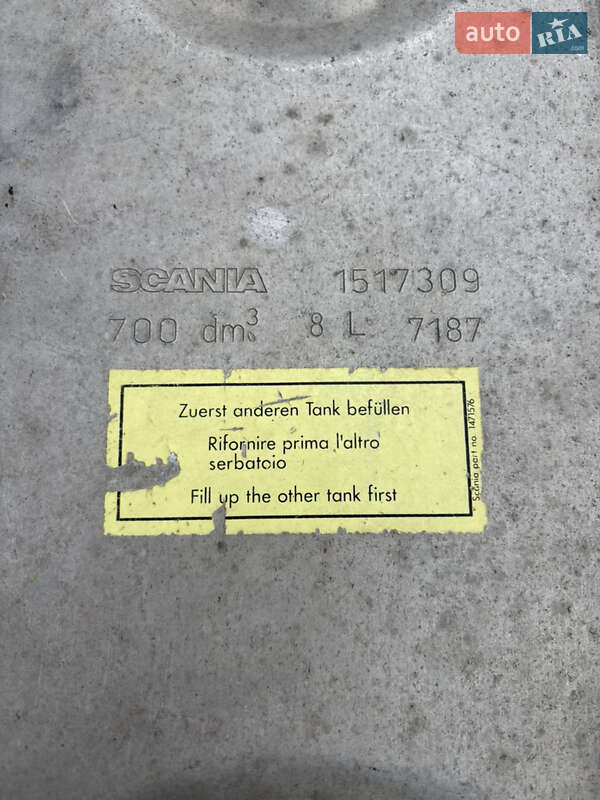 auto RIA .com
SCANIA 1517309
700 dm³ 8 L 7187
Zuerst anderen Tank befüllen
Rifornire prima l'altro
serbatoio
Fill up the other tank first
Scania part no. 1471576